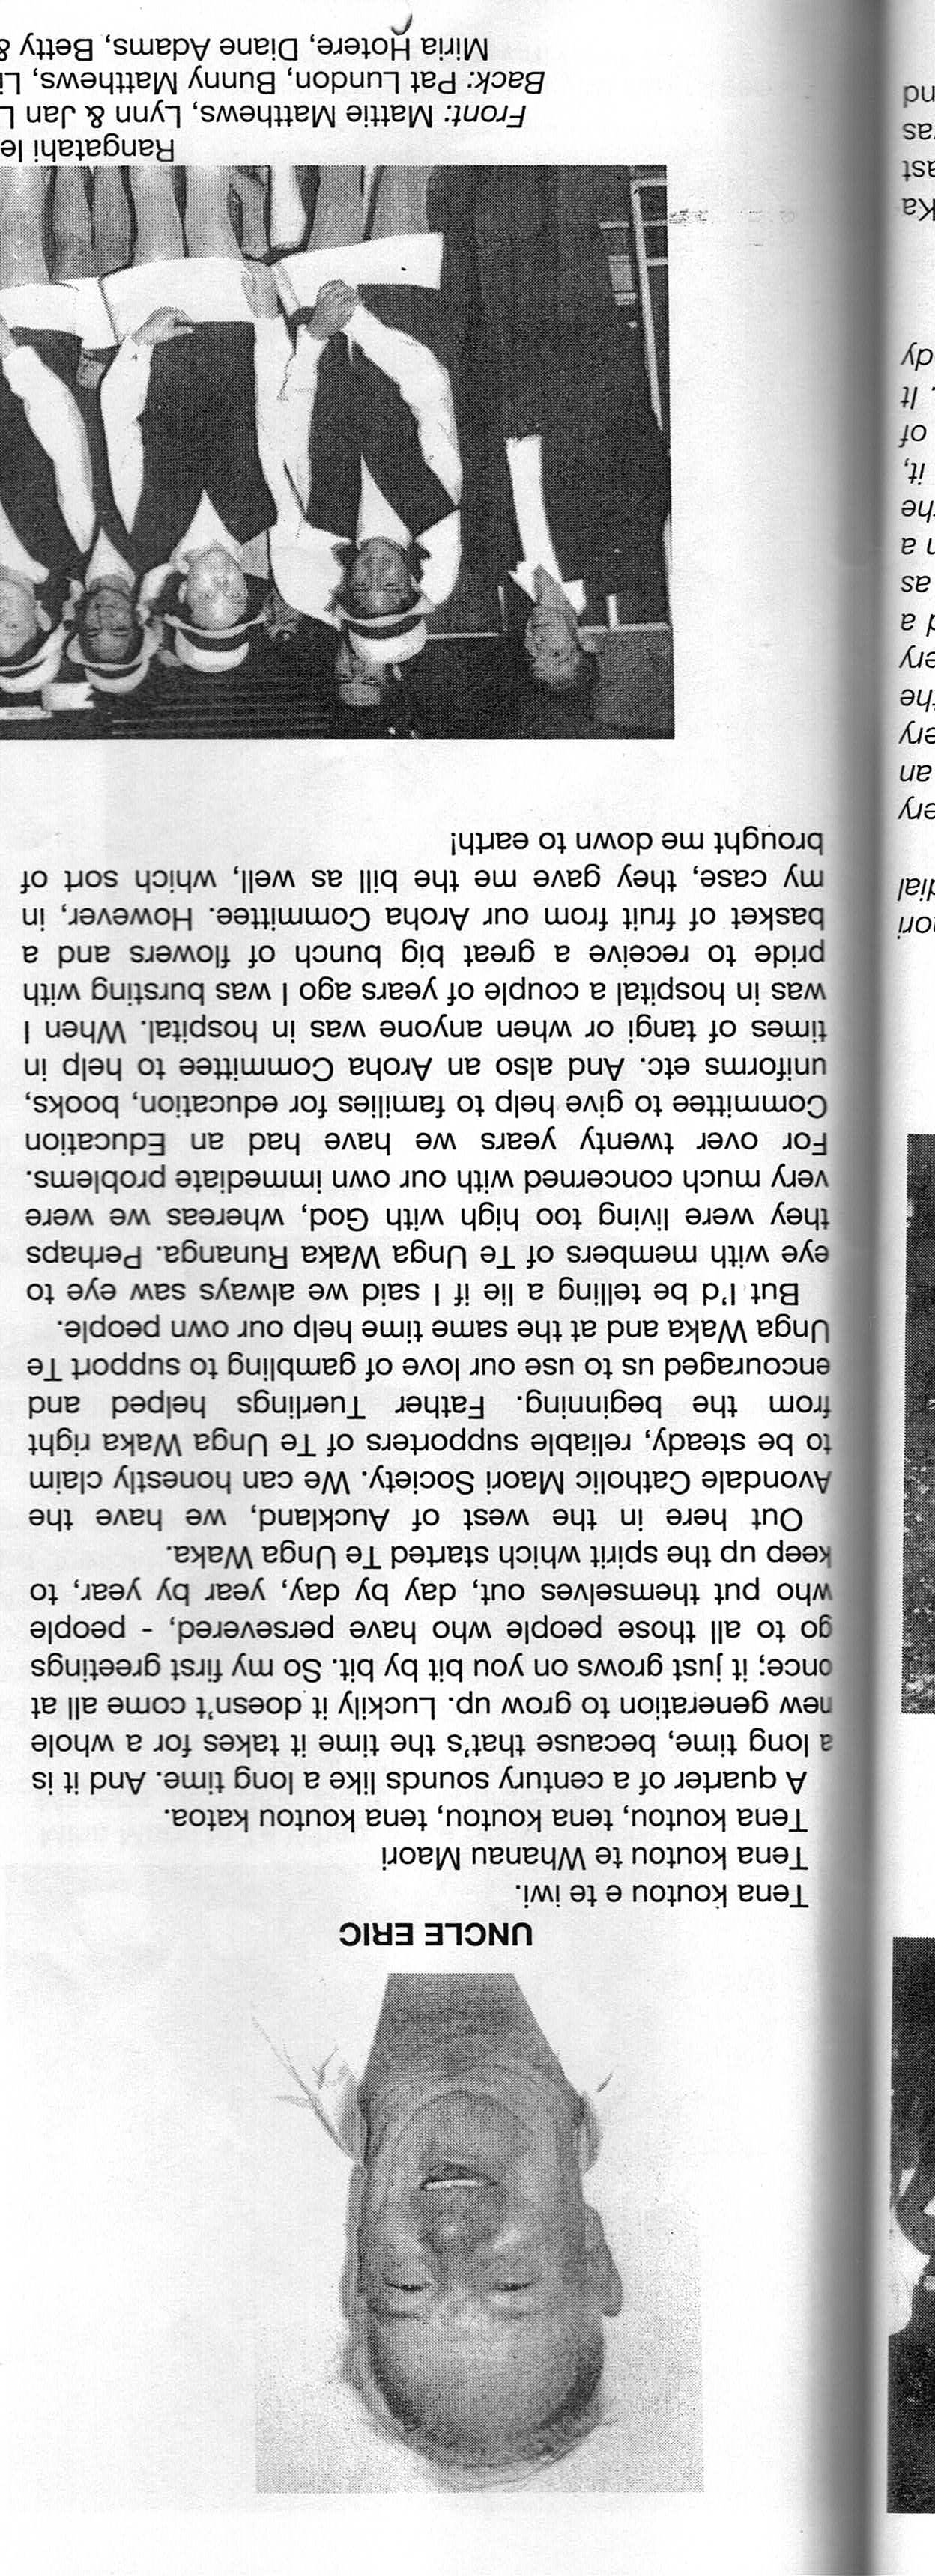 UNCLE ERIC
Tena koutou e te iwi.
Tena koutou te Whanau Maori
Tena koutou, tena koutou, tena koutou katoa.
A quarter of a century sounds like a long time. And it is
a long time, because that's the time it takes for a whole
new generation to grow up. Luckily it doesn't come all at
once; it just grows on you bit by bit. So my first greetings
go to all those people who have persevered, - people
who put themselves out, day by day, year by year, to
keep up the spirit which started Te Unga Waka.
Out here in the west of Auckland, we have the
Avondale Catholic Maori Society. We can honestly claim
to be steady, reliable supporters of Te Unga Waka right
from the beginning. Father Tuerlings helped and
encouraged us to use our love of gambling to support Te
Unga Waka and at the same time help our own people.
But I'd be telling a lie if I said we always saw eye to
eye with members of Te Unga Waka Runanga. Perhaps
they were living too high with God, whereas we were
very much concerned with our own immediate problems.
For over twenty years we have had an Education
Committee to give help to families for education, books,
uniforms etc. And also an Aroha Committee to help in
times of tangi or when anyone was in hospital. When I
was in hospital a couple of years ago I was bursting with
pride to receive a great big bunch of flowers and a
basket of fruit from our Aroha Committee. However, in
my case, they gave me the bill as well, which sort of
brought me down to earth!
ori
dial
ery
an
ery
the
ery
d a
as
n a
the
it,
of
. It
dy
Ka
ast
as
nd
Rangatahi le
Front: Mattie Matthews, Lynn & Jan L
Back: Pat Lundon, Bunny Matthews, Li
Miria Hotere, Diane Adams, Betty &